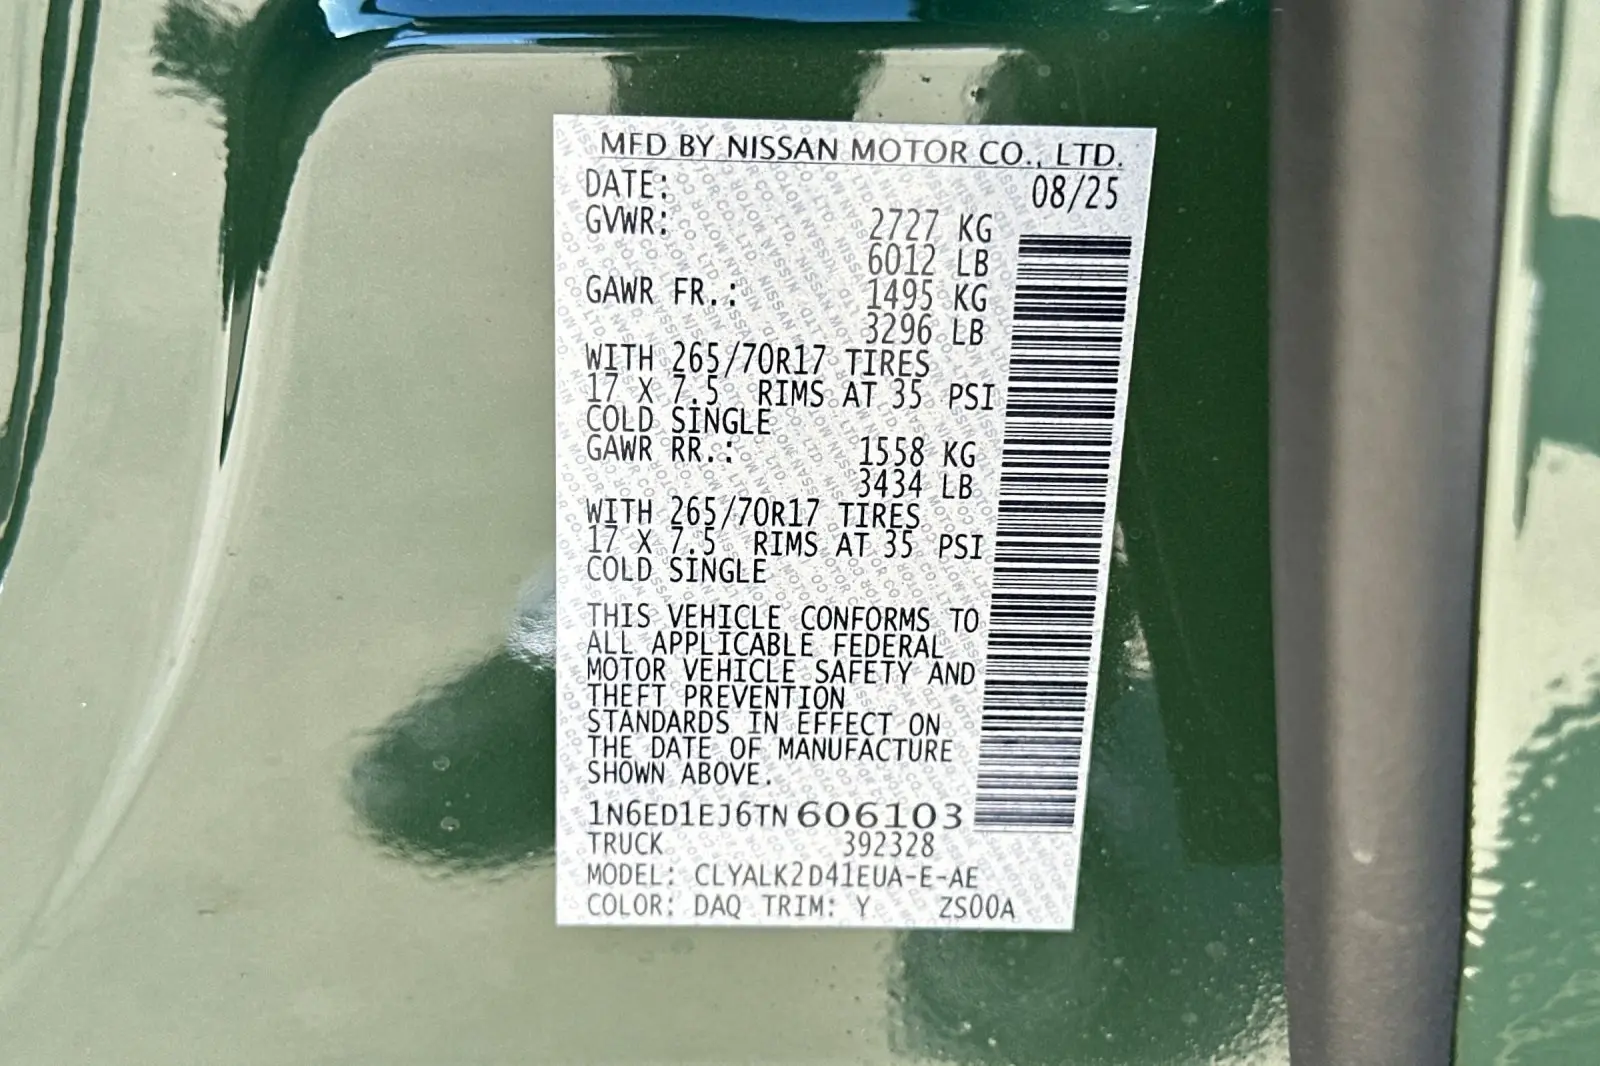 MFD BY NISSAN MOTOR CO., LTD.
DATE: 08/25
GVWR: 2727 KG
6012 LB
GAWR FR.: 1495 KG
3296 LB
WITH 265/70R17 TIRES
17 X 7.5 RIMS AT 35 PSI
COLD SINGLE
GAWR RR.: 1558 KG
3434 LB
WITH 265/70R17 TIRES
17 X 7.5 RIMS AT 35 PSI
COLD SINGLE
THIS VEHICLE CONFORMS TO
ALL APPLICABLE FEDERAL
MOTOR VEHICLE SAFETY AND
THEFT PREVENTION
STANDARDS IN EFFECT ON
THE DATE OF MANUFACTURE
SHOWN ABOVE.
1N6ED1EJ6TN606103
TRUCK 392328
MODEL: CLYALK2D41EUA-E-AE
COLOR: DAQ TRIM: Y ZS00A